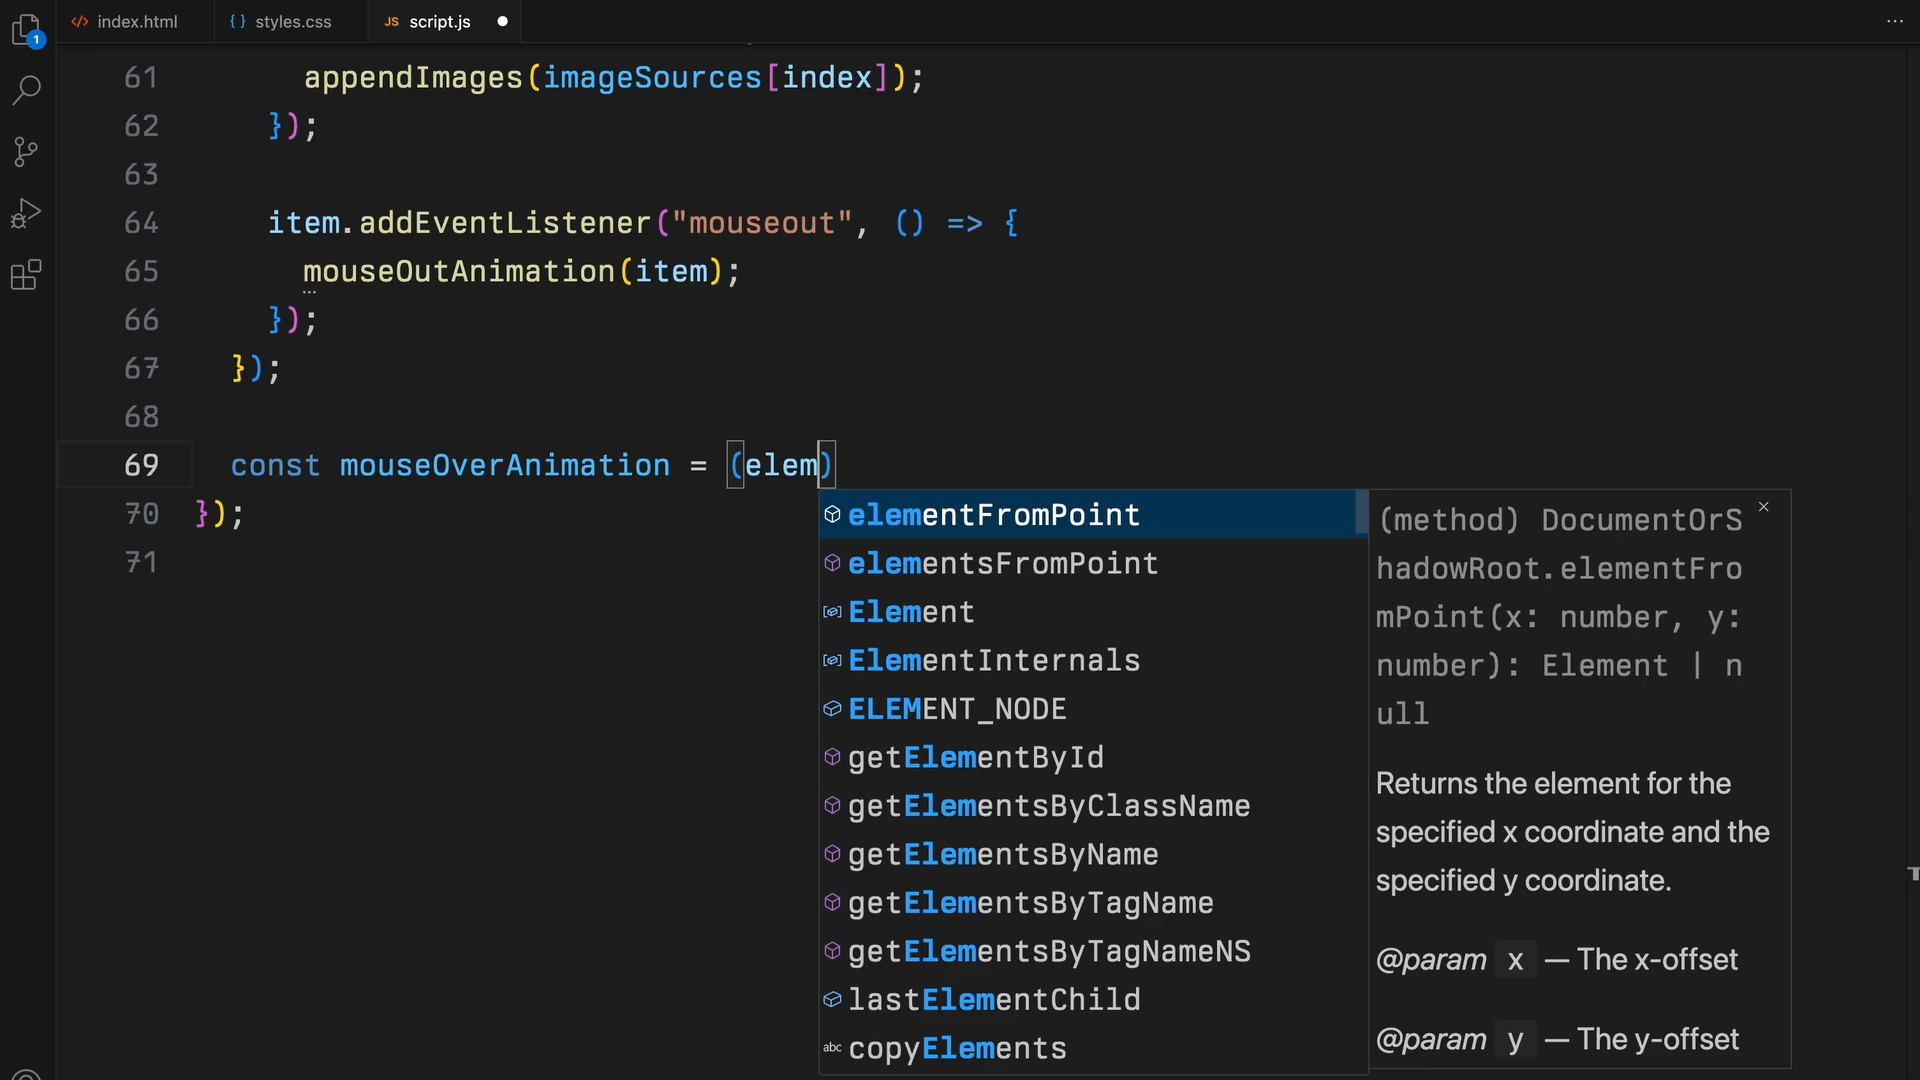 1
index.html
styles.css
JS script.js
61 appendImages(imageSources[index]);
62 });
63
64 item.addEventListener("mouseout", () => {
65 mouseOutAnimation(item);
66 });
67 });
68
69 const mouseOverAnimation = (elem)
70 });
71
elementFromPoint
elementsFromPoint
Element
ElementInternals
ELEMENT_NODE
getElementById
getElementsByClassName
getElementsByName
getElementsByTagName
getElementsByTagNameNS
lastElementChild
abc copyElements
(method) DocumentOrS
hadowRoot.elementFro
mPoint(x: number, y:
number): Element | n
ull
Returns the element for the
specified x coordinate and the
specified y coordinate.
@param x — The x-offset
@param y — The y-offset